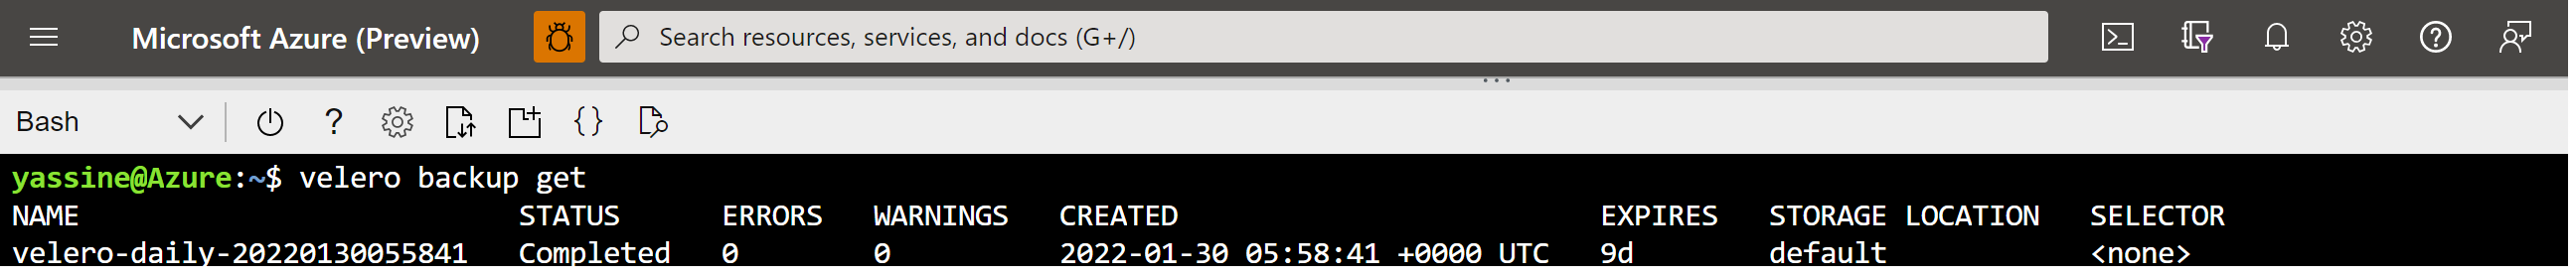 Microsoft Azure (Preview) Search resources, services, and docs (G+/)
Bash
yassine@Azure:~$ velero backup get
NAME STATUS ERRORS WARNINGS CREATED EXPIRES STORAGE LOCATION SELECTOR
velero-daily-20220130055841 Completed 0 0 2022-01-30 05:58:41 +0000 UTC 9d default <none>